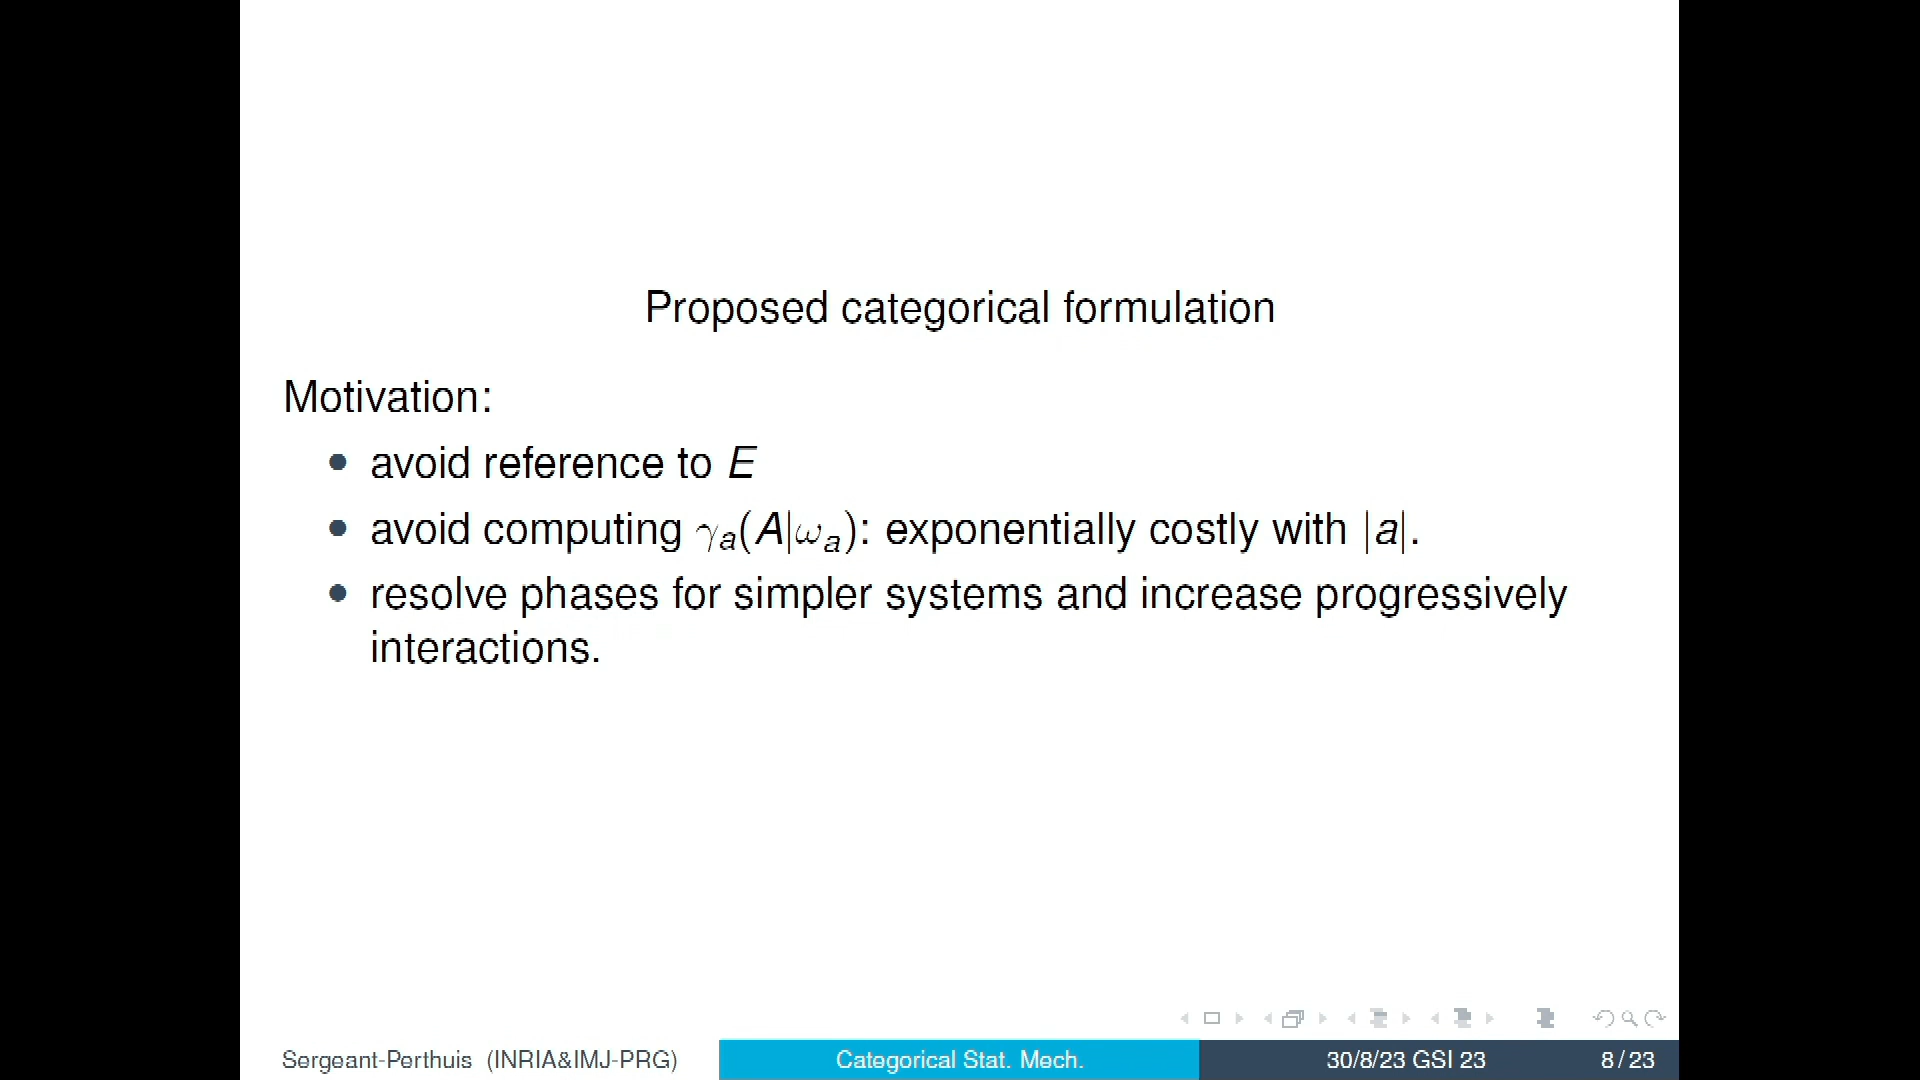 Proposed categorical formulation
Motivation:
• avoid reference to E
• avoid computing γₐ(A|ωₐ): exponentially costly with |a|.
• resolve phases for simpler systems and increase progressively
interactions.
Sergeant-Perthuis (INRIA&IMJ-PRG) Categorical Stat. Mech. 30/8/23 GSI 23 8 / 23